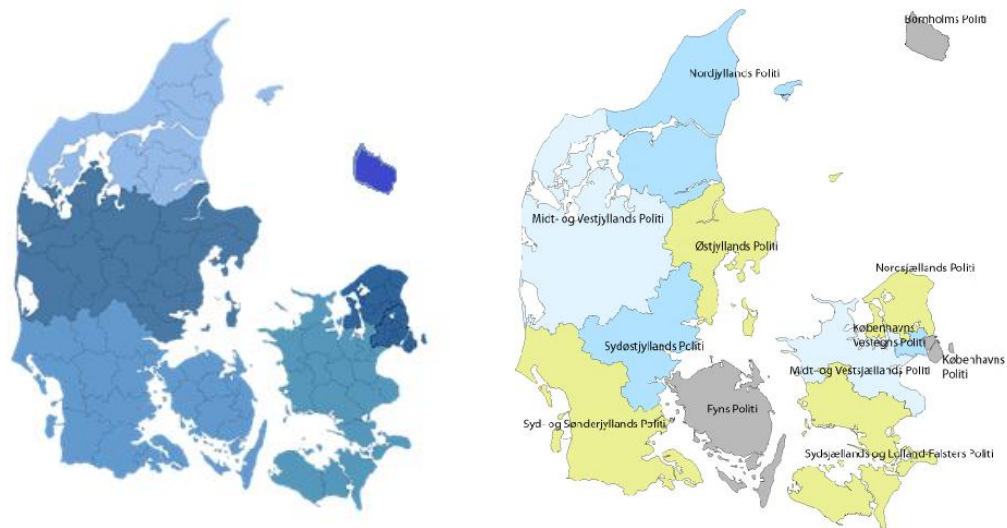 Bornholms Politi
Nordjyllands Politi
Midt- og Vestjyllands Politi
Østjyllands Politi
Nordsjællands Politi
Københavns
Vestegns Politi
Københavns
Politi
Sydøstjyllands Politi
Midt- og Vestsjællands Politi
Fyns Politi
Syd- og Sønderjyllands Politi
Sydsjællands og Lolland-Falsters Politi